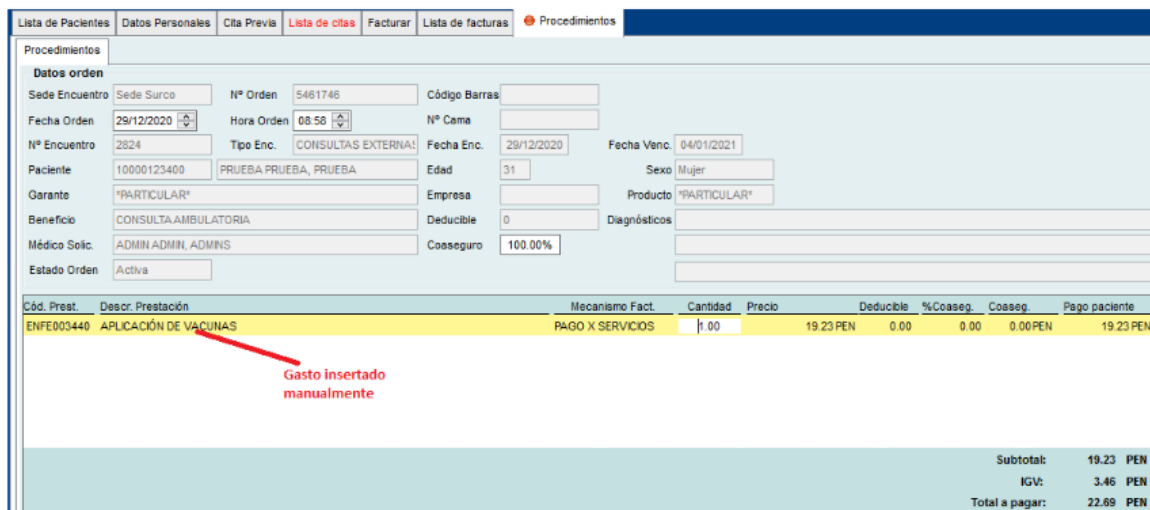 Lista de Pacientes Datos Personales Cita Previa Lista de citas Facturar Lista de facturas Procedimientos
Procedimientos
Datos orden
Sede Encuentro Sede Surco Nº Orden 5461746 Código Barras
Fecha Orden 29/12/2020 Hora Orden 08:58 Nº Cama
Nº Encuentro 2824 Tipo Enc. CONSULTAS EXTERNAS Fecha Enc. 29/12/2020 Fecha Venc. 04/01/2021
Paciente 10000123400 PRUEBA PRUEBA, PRUEBA Edad 31 Sexo Mujer
Garante *PARTICULAR* Empresa Producto *PARTICULAR*
Beneficio CONSULTA AMBULATORIA Deducible 0 Diagnósticos
Médico Solic. ADMIN ADMIN, ADMINS Coaseguro 100.00%
Estado Orden Activa
Cód. Prest. Descr. Prestación Mecanismo Fact. Cantidad Precio Deducible %Coaseg. Coaseg. Pago paciente
ENFE003440 APLICACIÓN DE VACUNAS PAGO X SERVICIOS 1.00 19.23 PEN 0.00 0.00 0.00 PEN 19.23 PEN
Gasto insertado
manualmente
Subtotal: 19.23 PEN
IGV: 3.46 PEN
Total a pagar: 22.69 PEN